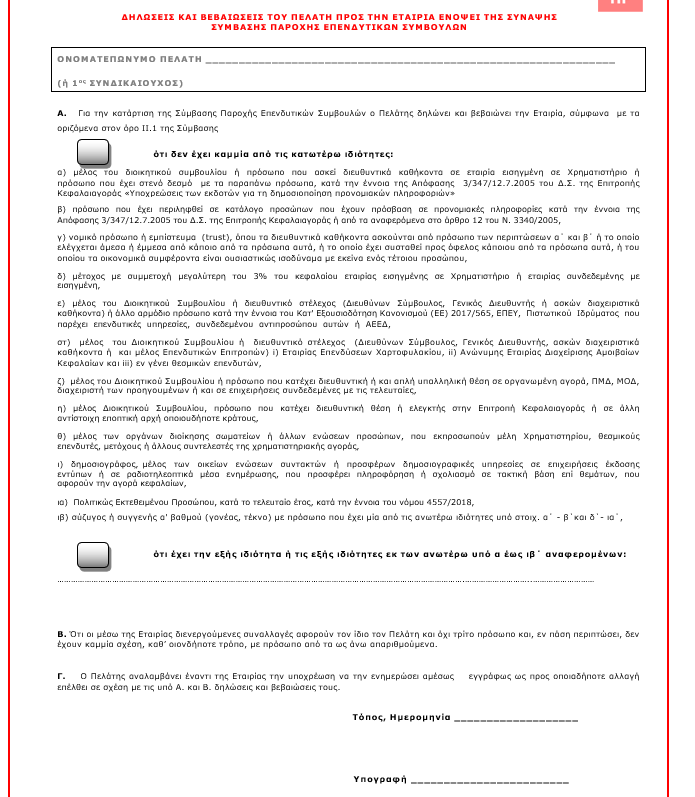 ΔΗΛΩΣΕΙΣ ΚΑΙ ΒΕΒΑΙΩΣΕΙΣ ΤΟΥ ΠΕΛΑΤΗ ΠΡΟΣ ΤΗΝ ΕΤΑΙΡΙΑ ΕΝΟΨΕΙ ΤΗΣ ΣΥΝΑΨΗΣ
ΣΥΜΒΑΣΗΣ ΠΑΡΟΧΗΣ ΕΠΕΝΔΥΤΙΚΩΝ ΣΥΜΒΟΥΛΩΝ
ΟΝΟΜΑΤΕΠΩΝΥΜΟ ΠΕΛΑΤΗ ____________________________________________
(ή 1ος ΣΥΝΔΙΚΑΙΟΥΧΟΣ)
Α. Για την κατάρτιση της Σύμβασης Παροχής Επενδυτικών Συμβουλών ο Πελάτης δηλώνει και βεβαιώνει την Εταιρία, σύμφωνα με τα
οριζόμενα στον όρο ΙΙ.1 της Σύμβασης
ότι δεν έχει καμμία από τις κατωτέρω ιδιότητες:
α) μέλος του διοικητικού συμβουλίου ή πρόσωπο που ασκεί διευθυντικά καθήκοντα σε εταιρία εισηγμένη σε Χρηματιστήριο ή
πρόσωπο που έχει στενό δεσμό με τα παραπάνω πρόσωπα, κατά την έννοια της Απόφασης 3/347/12.7.2005 του Δ.Σ. της Επιτροπής
Κεφαλαιαγοράς «Υποχρεώσεις των εκδοτών για τη δημοσιοποίηση προνομιακών πληροφοριών»
β) πρόσωπο που έχει περιληφθεί σε κατάλογο προσώπων που έχουν πρόσβαση σε προνομιακές πληροφορίες κατά την έννοια της
Απόφασης 3/347/12.7.2005 του Δ.Σ. της Επιτροπής Κεφαλαιαγοράς ή από τα αναφερόμενα στο άρθρο 12 του Ν. 3340/2005,
γ) νομικό πρόσωπο ή εμπίστευμα (trust), όπου τα διευθυντικά καθήκοντα ασκούνται από πρόσωπο των περιπτώσεων α΄ και β΄ ή το οποίο
ελέγχεται άμεσα ή έμμεσα από κάποιο από τα πρόσωπα αυτά, ή το οποίο έχει συσταθεί προς όφελος κάποιου από τα πρόσωπα αυτά, ή του
οποίου τα οικονομικά συμφέροντα είναι ουσιαστικώς ισοδύναμα με εκείνα ενός τέτοιου προσώπου,
δ) μέτοχος με συμμετοχή μεγαλύτερη του 3% του κεφαλαίου εταιρίας εισηγμένης σε Χρηματιστήριο ή εταιρίας συνδεδεμένης με
εισηγμένη,
ε) μέλος του Διοικητικού Συμβουλίου ή διευθυντικό στέλεχος (Διευθύνων Σύμβουλος, Γενικός Διευθυντής ή ασκών διαχειριστικά
καθήκοντα) ή άλλο αρμόδιο πρόσωπο κατά την έννοια του Κατ' Εξουσιοδότηση Κανονισμού (ΕΕ) 2017/565, ΕΠΕΥ, Πιστωτικού Ιδρύματος που
παρέχει επενδυτικές υπηρεσίες, συνδεδεμένου αντιπροσώπου αυτών ή ΑΕΕΔ,
στ) μέλος του Διοικητικού Συμβουλίου ή διευθυντικό στέλεχος (Διευθύνων Σύμβουλος, Γενικός Διευθυντής, ασκών διαχειριστικά
καθήκοντα ή και μέλος Επενδυτικών Επιτροπών) i) Εταιρίας Επενδύσεων Χαρτοφυλακίου, ii) Ανώνυμης Εταιρίας Διαχείρισης Αμοιβαίων
Κεφαλαίων και iii) εν γένει θεσμικών επενδυτών,
ζ) μέλος του Διοικητικού Συμβουλίου ή πρόσωπο που κατέχει διευθυντική ή και απλή υπαλληλική θέση σε οργανωμένη αγορά, ΠΜΔ, ΜΟΔ,
διαχειριστή των προηγουμένων ή και σε επιχειρήσεις συνδεδεμένες με τις τελευταίες,
η) μέλος Διοικητικού Συμβουλίου, πρόσωπο που κατέχει διευθυντική θέση ή ελεγκτής στην Επιτροπή Κεφαλαιαγοράς ή σε άλλη
αντίστοιχη εποπτική αρχή οποιουδήποτε κράτους,
θ) μέλος των οργάνων διοίκησης σωματείων ή άλλων ενώσεων προσώπων, που εκπροσωπούν μέλη Χρηματιστηρίου, θεσμικούς
επενδυτές, μετόχους ή άλλους συντελεστές της χρηματιστηριακής αγοράς,
ι) δημοσιογράφος, μέλος των οικείων ενώσεων συντακτών ή προσφέρων δημοσιογραφικές υπηρεσίες σε επιχειρήσεις έκδοσης
εντύπων ή σε ραδιοτηλεοπτικά μέσα ενημέρωσης, που προσφέρει πληροφόρηση ή σχολιασμό σε τακτική βάση επί θεμάτων, που
αφορούν την αγορά κεφαλαίων,
ια) Πολιτικώς Εκτεθειμένου Προσώπου, κατά το τελευταίο έτος, κατά την έννοια του νόμου 4557/2018,
ιβ) σύζυγος ή συγγενής α' βαθμού (γονέας, τέκνο) με πρόσωπο που έχει μία από τις ανωτέρω ιδιότητες υπό στοιχ. α΄ - β΄και δ΄- ια΄,
ότι έχει την εξής ιδιότητα ή τις εξής ιδιότητες εκ των ανωτέρω υπό α έως ιβ΄ αναφερομένων:
………………………………………………………………………………………………………………
Β. Ότι οι μέσω της Εταιρίας διενεργούμενες συναλλαγές αφορούν τον ίδιο τον Πελάτη και όχι τρίτο πρόσωπο και, εν πάση περιπτώσει, δεν
έχουν καμμία σχέση, καθ' οιονδήποτε τρόπο, με πρόσωπο από τα ως άνω απαριθμούμενα.
Γ. Ο Πελάτης αναλαμβάνει έναντι της Εταιρίας την υποχρέωση να την ενημερώσει αμέσως εγγράφως ως προς οποιαδήποτε αλλαγή
επέλθει σε σχέση με τις υπό Α. και Β. δηλώσεις και βεβαιώσεις τους.
Τόπος, Ημερομηνία ___________________
Υπογραφή ________________________